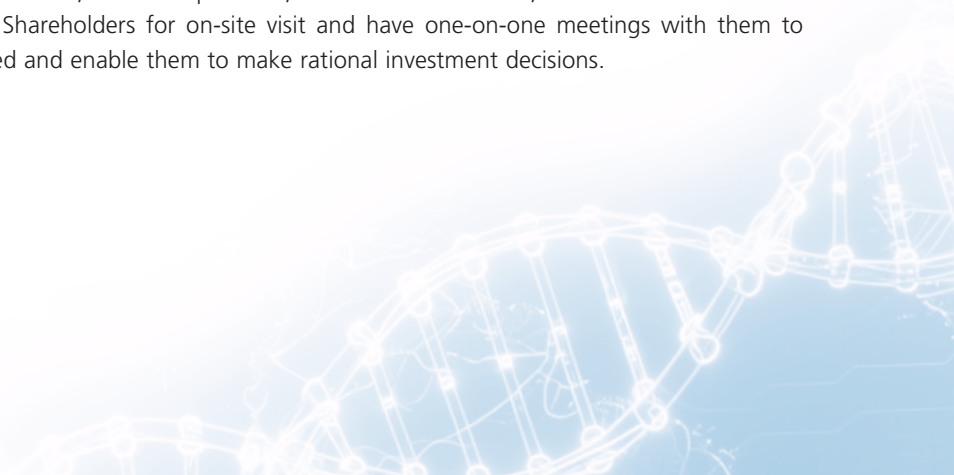 Shareholders for on-site visit and have one-on-one meetings with them to
and enable them to make rational investment decisions.